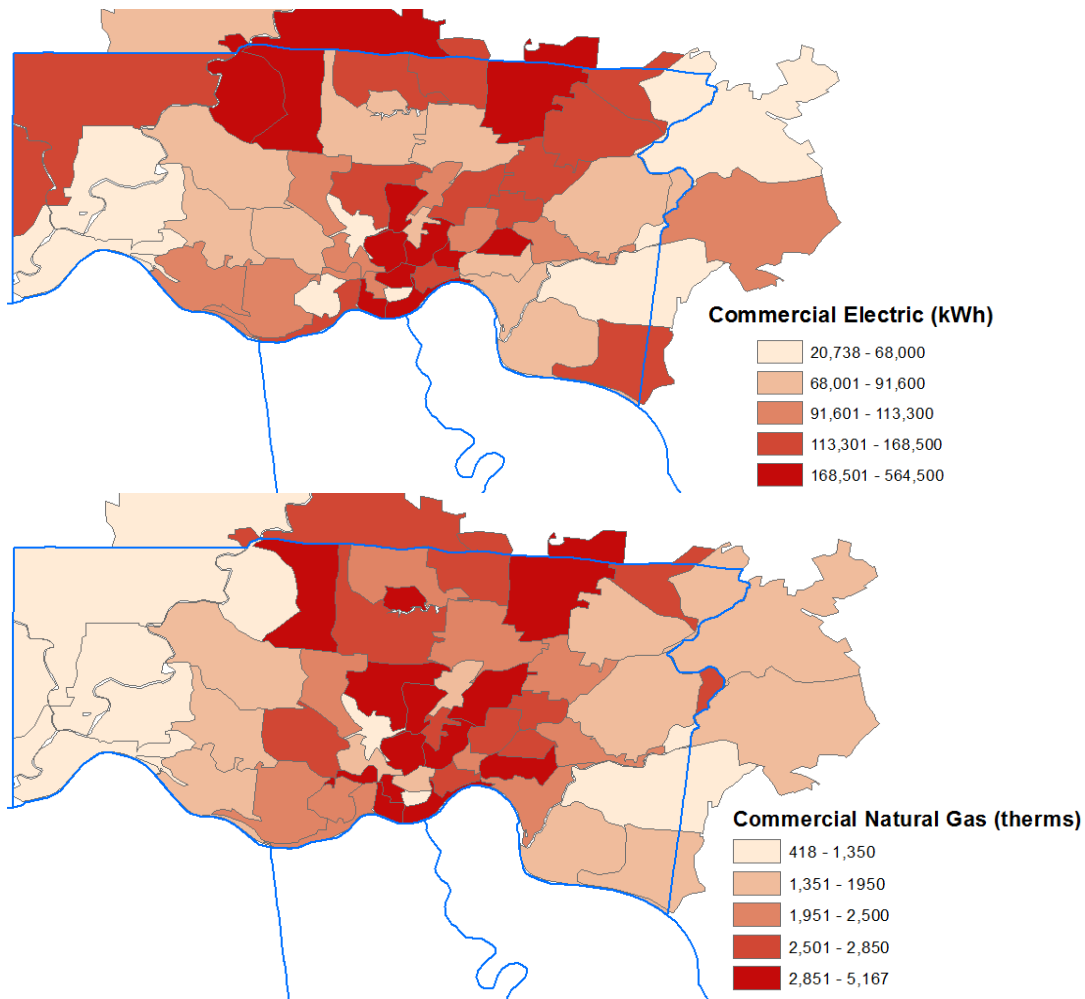 Commercial Electric (kWh)
20,738 - 68,000
68,001 - 91,600
91,601 - 113,300
113,301 - 168,500
168,501 - 564,500
Commercial Natural Gas (therms)
418 - 1,350
1,351 - 1950
1,951 - 2,500
2,501 - 2,850
2,851 - 5,167